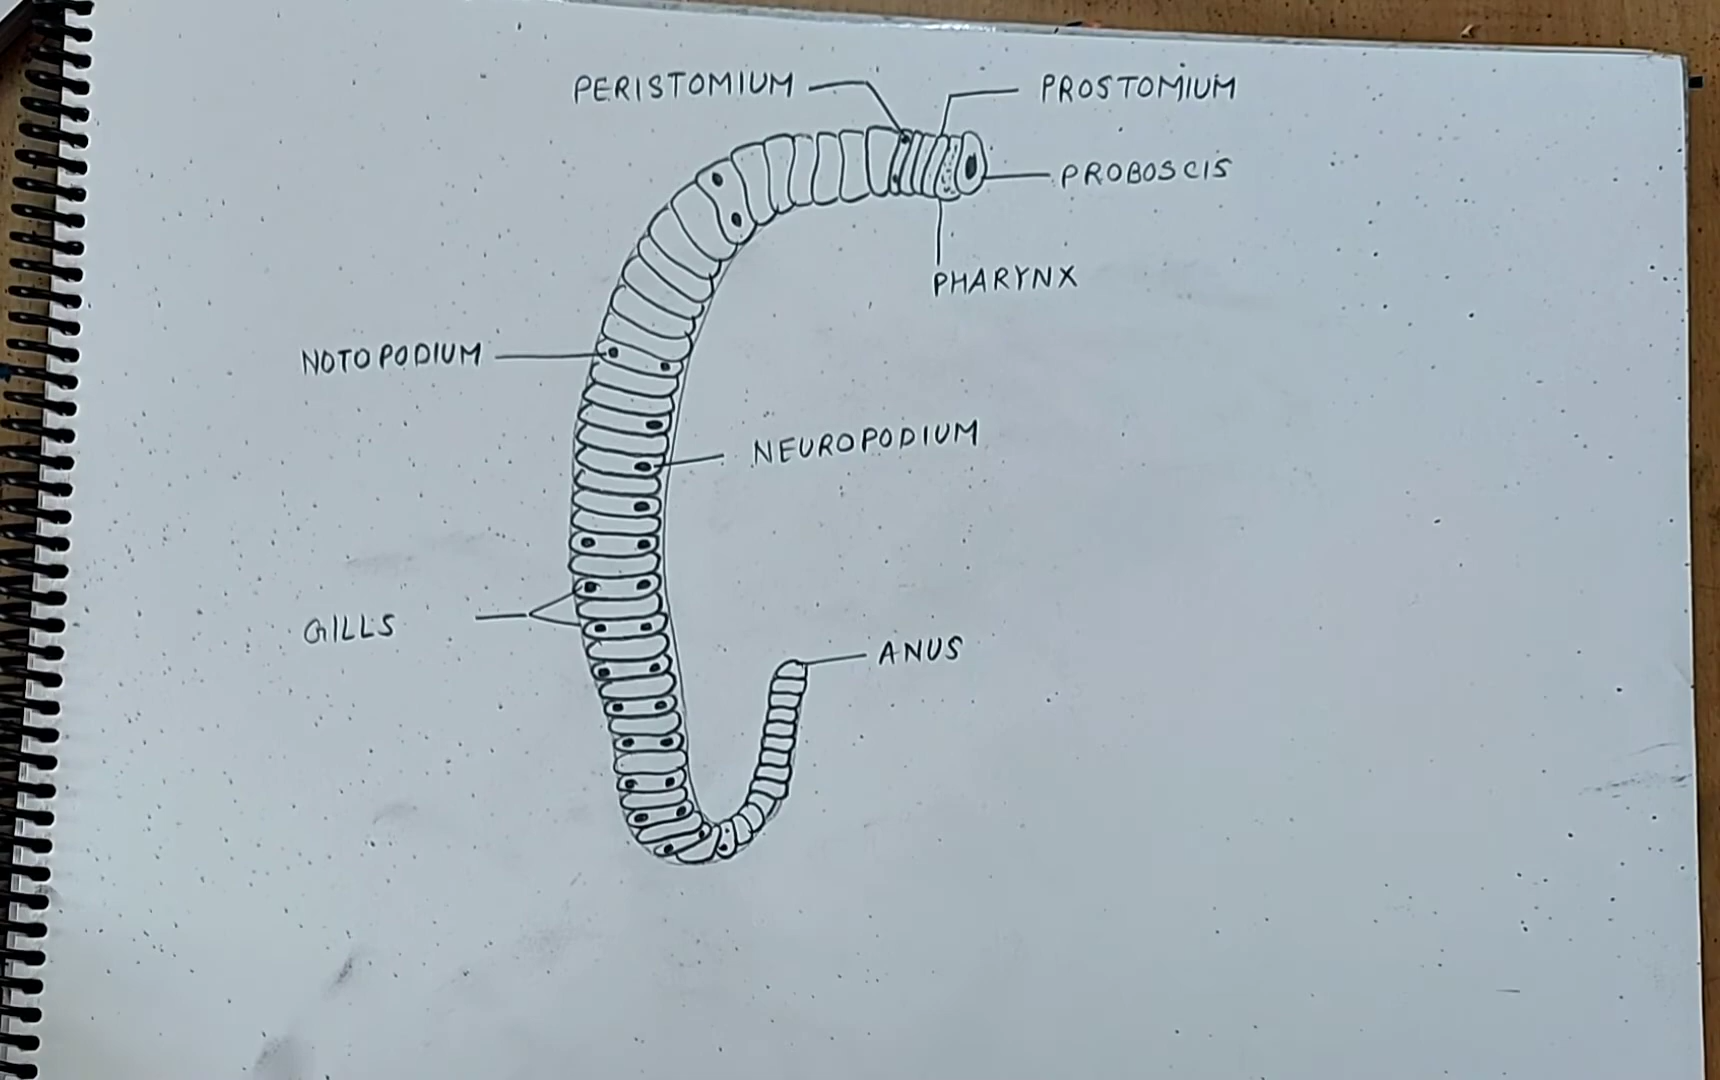 PERISTOMIUM
PROSTOMIUM
PROBOSCIS
PHARYNX
NOTOPODIUM
NEUROPODIUM
GILLS
ANUS